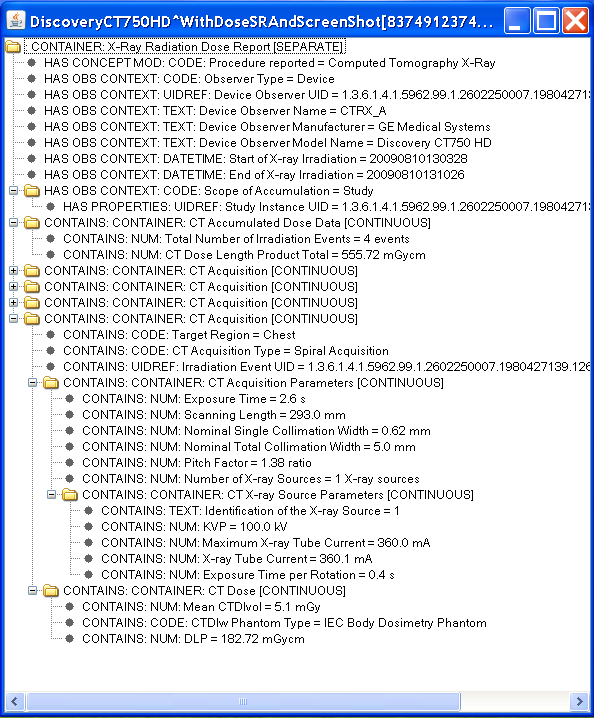 DiscoveryCT750HD^WithDoseSRAndScreenShot[8374912374...
CONTAINER: X-Ray Radiation Dose Report [SEPARATE]
HAS CONCEPT MOD: CODE: Procedure reported = Computed Tomography X-Ray
HAS OBS CONTEXT: CODE: Observer Type = Device
HAS OBS CONTEXT: UIDREF: Device Observer UID = 1.3.6.1.4.1.5962.99.1.2602250007.19804271
HAS OBS CONTEXT: TEXT: Device Observer Name = CTRX_A
HAS OBS CONTEXT: TEXT: Device Observer Manufacturer = GE Medical Systems
HAS OBS CONTEXT: TEXT: Device Observer Model Name = Discovery CT750 HD
HAS OBS CONTEXT: DATETIME: Start of X-ray Irradiation = 20090810130328
HAS OBS CONTEXT: DATETIME: End of X-ray Irradiation = 20090810131026
HAS OBS CONTEXT: CODE: Scope of Accumulation = Study
HAS PROPERTIES: UIDREF: Study Instance UID = 1.3.6.1.4.1.5962.99.1.2602250007.19804271
CONTAINS: CONTAINER: CT Accumulated Dose Data [CONTINUOUS]
CONTAINS: NUM: Total Number of Irradiation Events = 4 events
CONTAINS: NUM: CT Dose Length Product Total = 555.72 mGycm
CONTAINS: CONTAINER: CT Acquisition [CONTINUOUS]
CONTAINS: CONTAINER: CT Acquisition [CONTINUOUS]
CONTAINS: CONTAINER: CT Acquisition [CONTINUOUS]
CONTAINS: CONTAINER: CT Acquisition [CONTINUOUS]
CONTAINS: CODE: Target Region = Chest
CONTAINS: CODE: CT Acquisition Type = Spiral Acquisition
CONTAINS: UIDREF: Irradiation Event UID = 1.3.6.1.4.1.5962.99.1.2602250007.1980427139.126
CONTAINS: CONTAINER: CT Acquisition Parameters [CONTINUOUS]
CONTAINS: NUM: Exposure Time = 2.6 s
CONTAINS: NUM: Scanning Length = 293.0 mm
CONTAINS: NUM: Nominal Single Collimation Width = 0.62 mm
CONTAINS: NUM: Nominal Total Collimation Width = 5.0 mm
CONTAINS: NUM: Pitch Factor = 1.38 ratio
CONTAINS: NUM: Number of X-ray Sources = 1 X-ray sources
CONTAINS: CONTAINER: CT X-ray Source Parameters [CONTINUOUS]
CONTAINS: TEXT: Identification of the X-ray Source = 1
CONTAINS: NUM: KVP = 100.0 kV
CONTAINS: NUM: Maximum X-ray Tube Current = 360.0 mA
CONTAINS: NUM: X-ray Tube Current = 360.1 mA
CONTAINS: NUM: Exposure Time per Rotation = 0.4 s
CONTAINS: CONTAINER: CT Dose [CONTINUOUS]
CONTAINS: NUM: Mean CTDIvol = 5.1 mGy
CONTAINS: CODE: CTDIw Phantom Type = IEC Body Dosimetry Phantom
CONTAINS: NUM: DLP = 182.72 mGycm